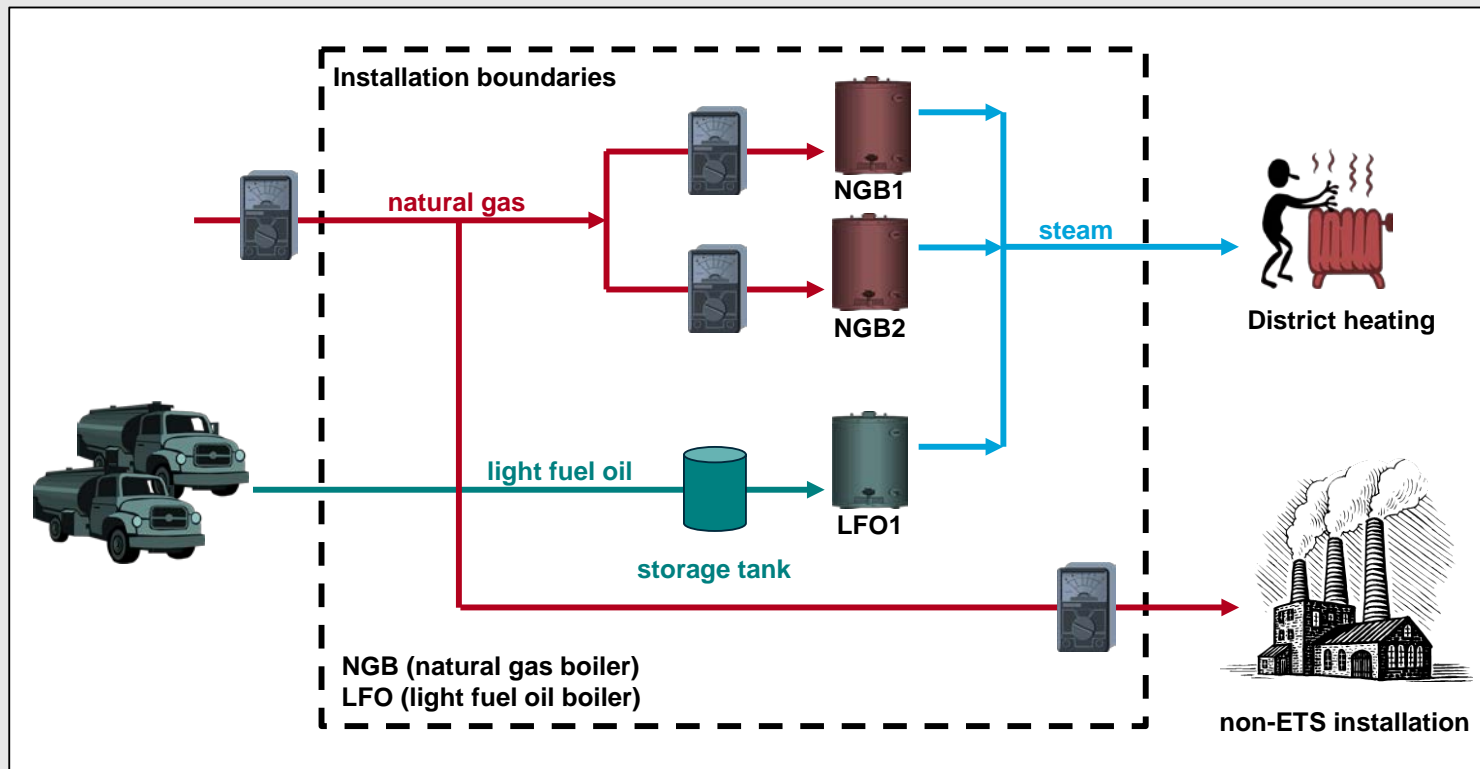 Installation boundaries
NGB1
natural gas
steam
NGB2
District heating
light fuel oil
LFO1
storage tank
NGB (natural gas boiler)
LFO (light fuel oil boiler)
non-ETS installation